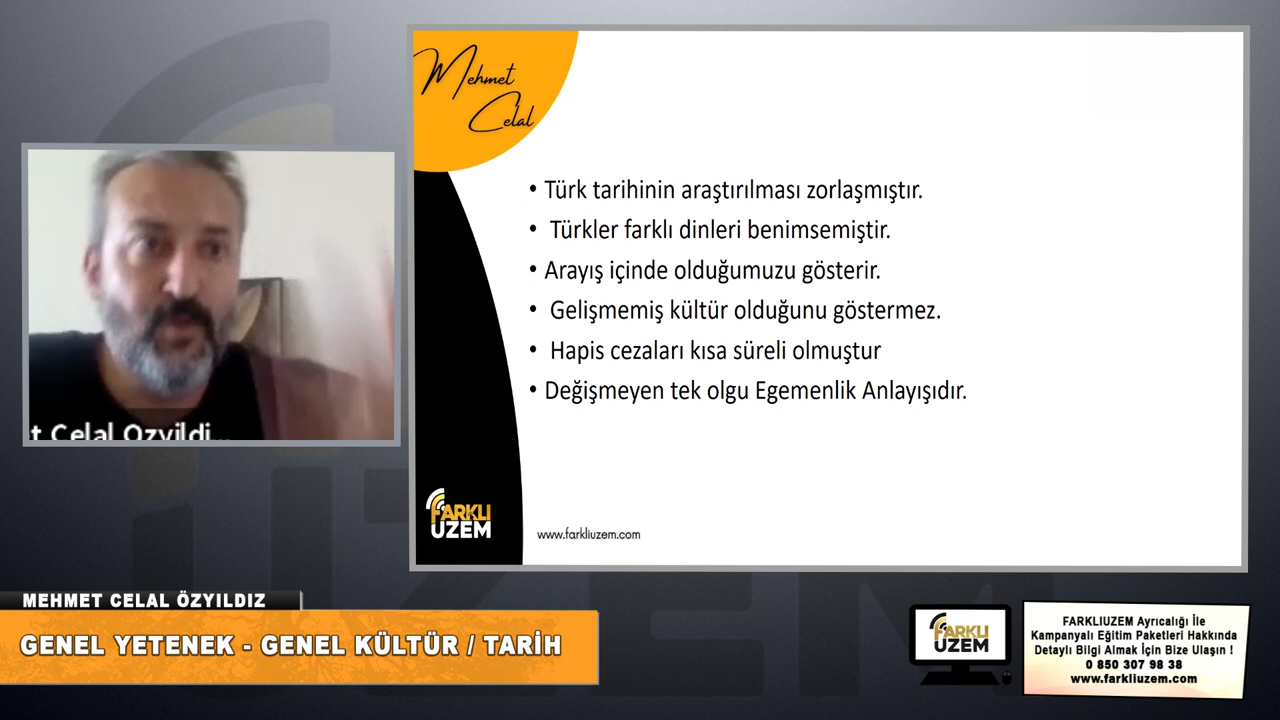 Mehmet
Celal
• Türk tarihinin araştırılması zorlaşmıştır.
• Türkler farklı dinleri benimsemiştir.
• Arayış içinde olduğumuzu gösterir.
• Gelişmemiş kültür olduğunu göstermez.
• Hapis cezaları kısa süreli olmuştur
• Değişmeyen tek olgu Egemenlik Anlayışıdır.
t Celal Ozyildi...
FARKLI
UZEM
www.farkliuzem.com
MEHMET CELAL ÖZYILDIZ
GENEL YETENEK - GENEL KÜLTÜR / TARİH
FARKLI
UZEM
FARKLIUZEM Ayrıcalığı İle
Kampanyalı Eğitim Paketleri Hakkında
Detaylı Bilgi Almak İçin Bize Ulaşın !
0 850 307 98 38
www.farkliuzem.com
UZEM